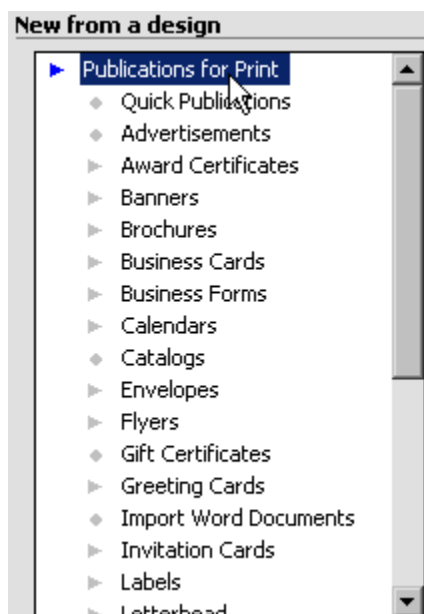 New from a design
Publications for Print
Quick Publications
Advertisements
Award Certificates
Banners
Brochures
Business Cards
Business Forms
Calendars
Catalogs
Envelopes
Flyers
Gift Certificates
Greeting Cards
Import Word Documents
Invitation Cards
Labels
Letterhead